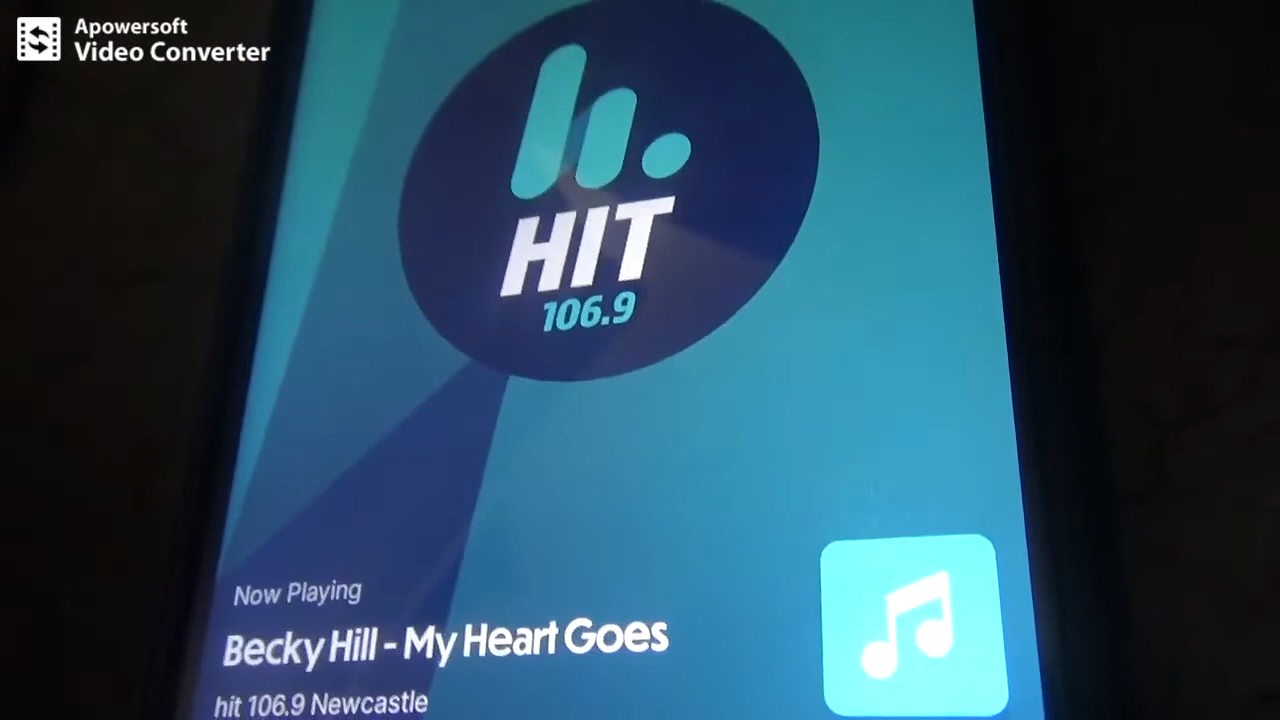 Apowersoft
Video Converter
HIT
106.9
Now Playing
Becky Hill - My Heart Goes
hit 106.9 Newcastle